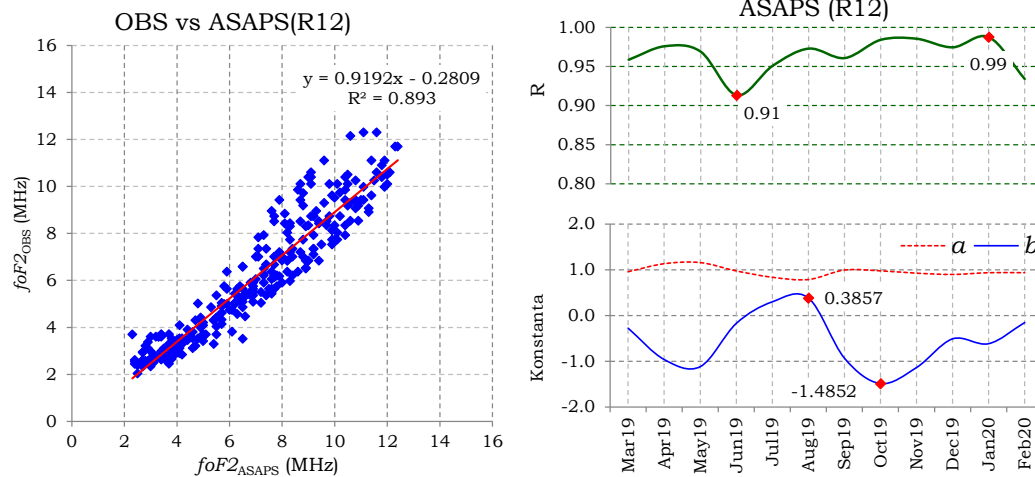 OBS vs ASAPS(R12)
16
14
12
10
8
6
4
2
0
0 2 4 6 8 10 12 14 16
y = 0.9192x - 0.2809
R² = 0.893
foF2OBS (MHz)
foF2ASAPS (MHz)
ASAPS (R12)
1.00
0.95
0.90
0.85
0.80
R
0.91
0.99
2.0
1.0
0.0
-1.0
-2.0
Konstanta
a b
0.3857
-1.4852
Mar19
Apr19
May19
Jun19
Jul19
Aug19
Sep19
Oct19
Nov19
Dec19
Jan20
Feb20